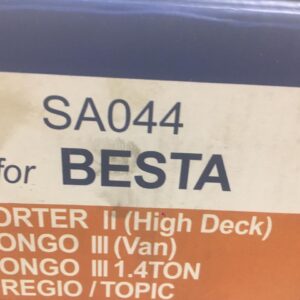 SA044
for BESTA
ORTER II (High Deck)
ONGO III (Van)
ONGO III 1.4TON
REGIO / TOPIC